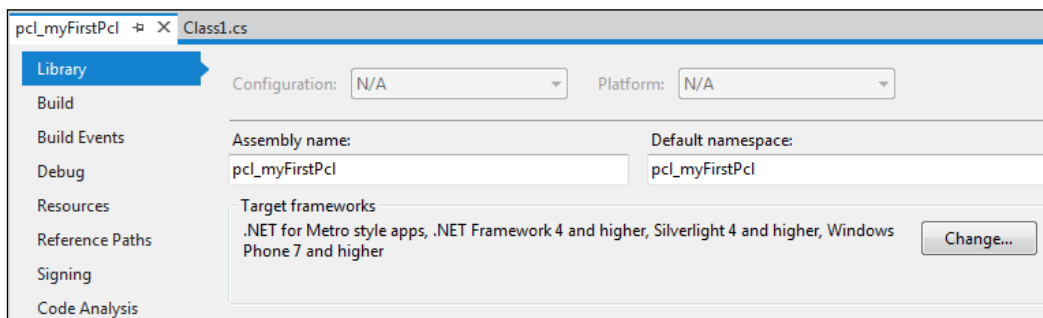 pcl_myFirstPcl Class1.cs
Library
Configuration: N/A Platform: N/A
Build
Build Events
Assembly name: Default namespace:
Debug
pcl_myFirstPcl pcl_myFirstPcl
Resources
Target frameworks
.NET for Metro style apps, .NET Framework 4 and higher, Silverlight 4 and higher, Windows
Phone 7 and higher
Change...
Reference Paths
Signing
Code Analysis